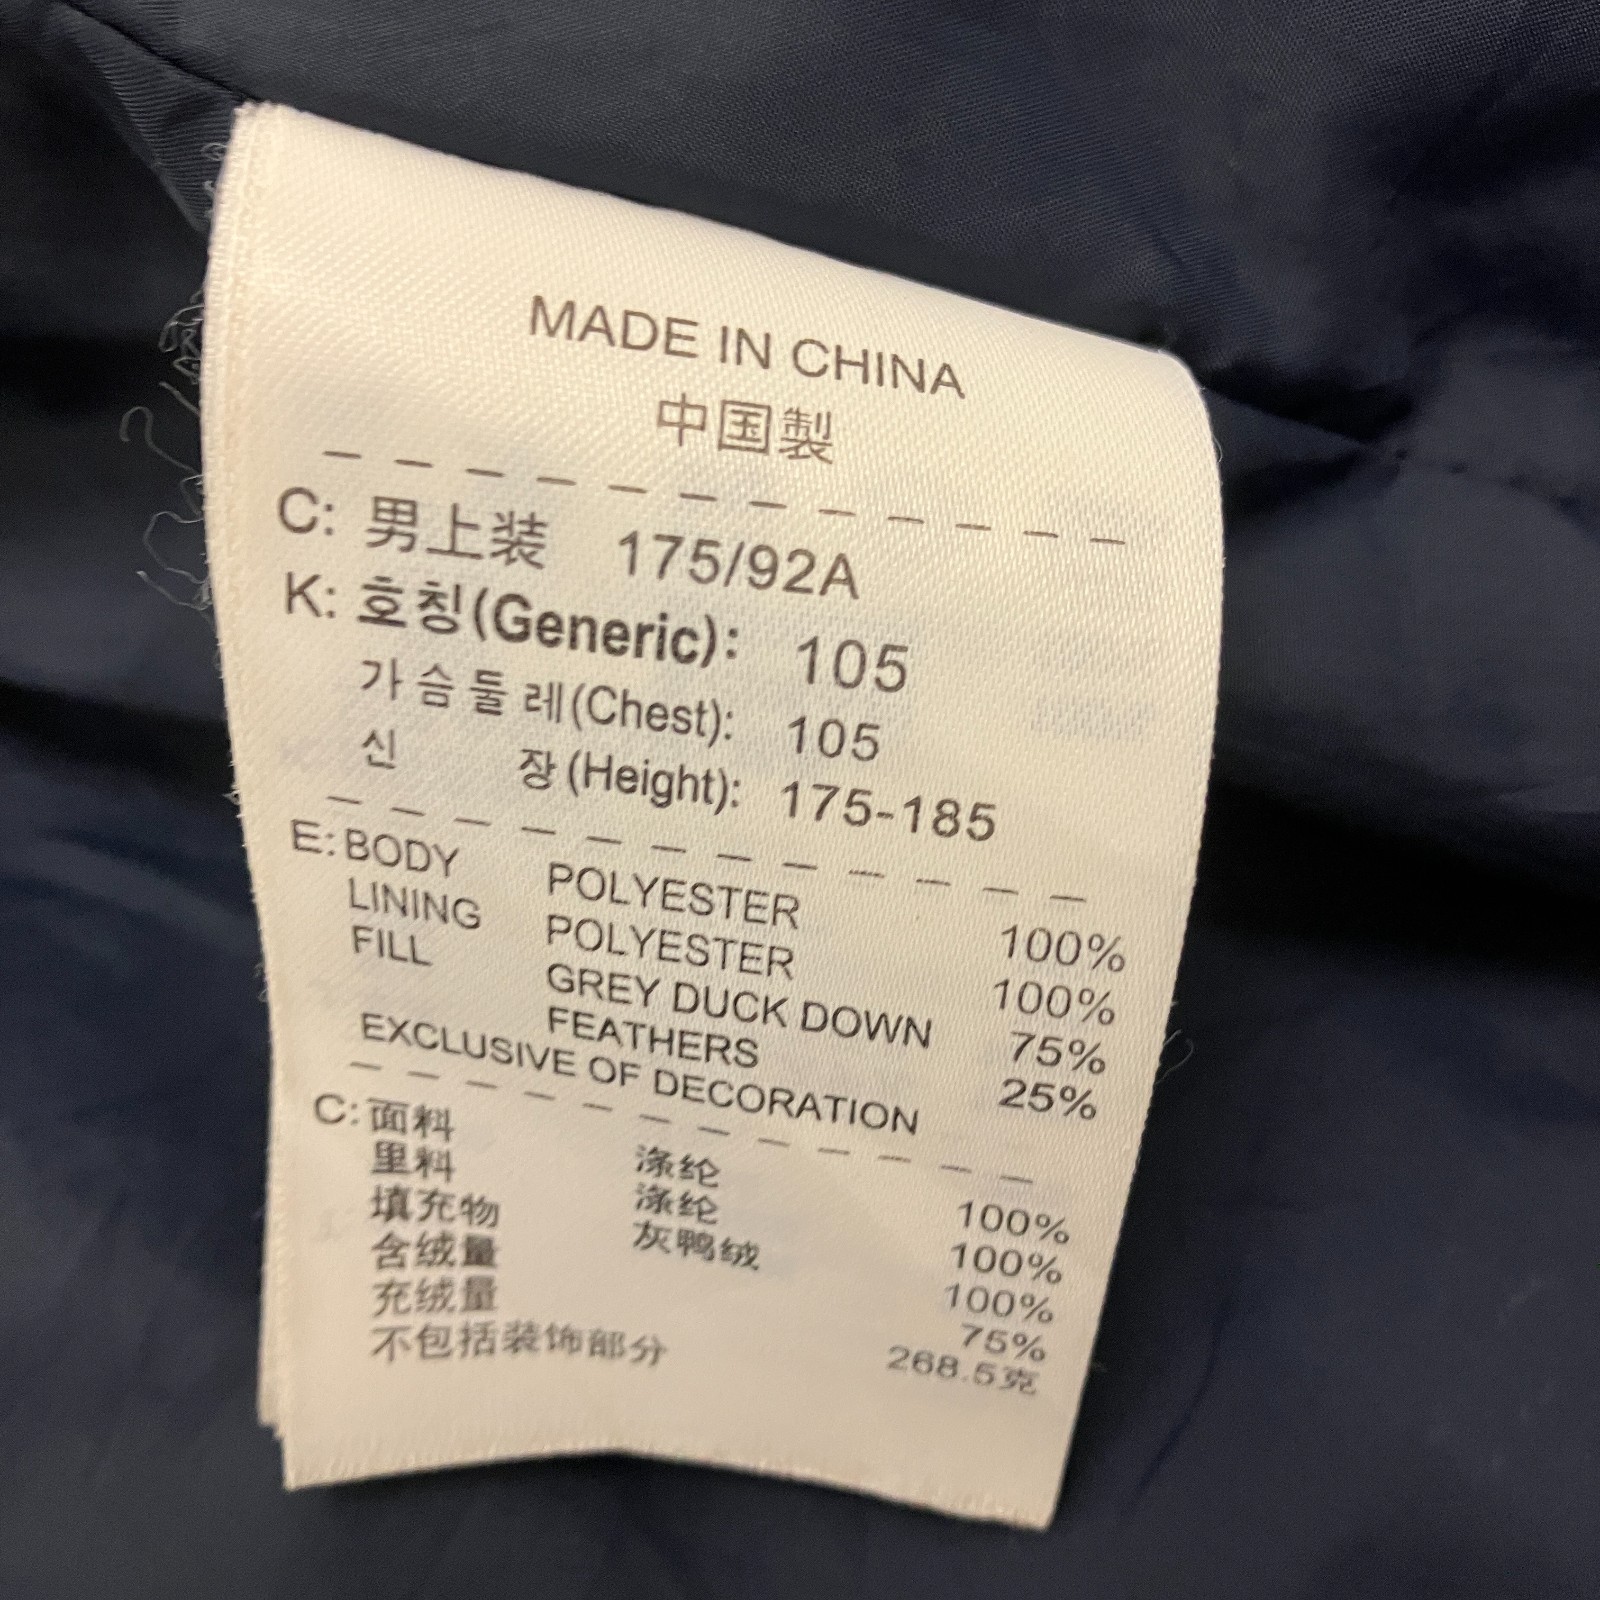 MADE IN CHINA
中国製
C: 男上装 175/92A
K: 호칭(Generic): 105
가슴둘레(Chest): 105
신 장(Height): 175-185
E: BODY POLYESTER 100%
LINING POLYESTER 100%
FILL GREY DUCK DOWN 75%
FEATHERS 25%
EXCLUSIVE OF DECORATION
C: 面料 涤纶 100%
里料 涤纶 100%
填充物 灰鸭绒 100%
含绒量 75%
充绒量 268.5克
不包括装饰部分